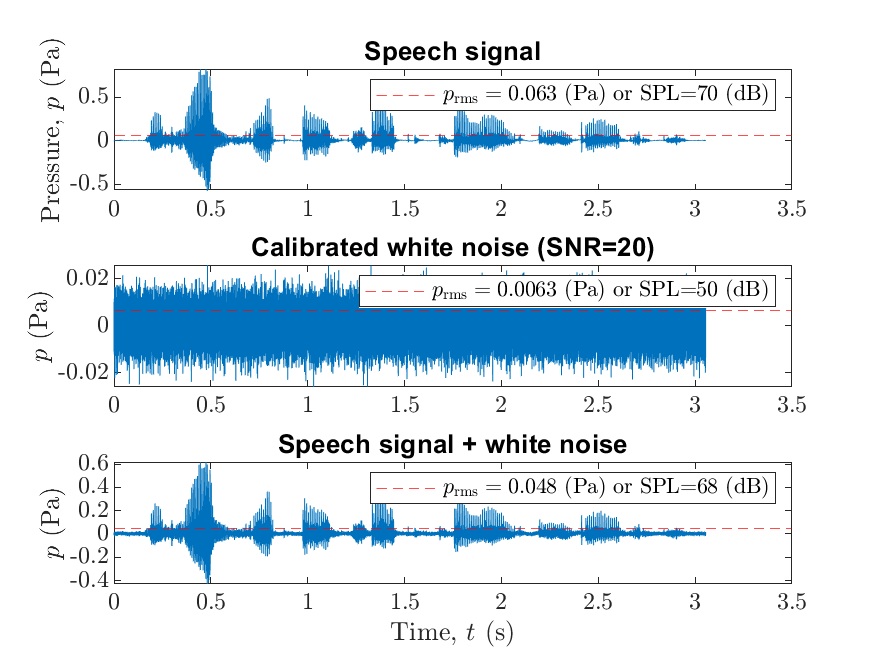 Speech signal
Pressure, p (Pa)
0.5
0
-0.5
p_rms = 0.063 (Pa) or SPL=70 (dB)
0 0.5 1 1.5 2 2.5 3 3.5
Calibrated white noise (SNR=20)
p (Pa)
0.02
0
-0.02
p_rms = 0.0063 (Pa) or SPL=50 (dB)
0 0.5 1 1.5 2 2.5 3 3.5
Speech signal + white noise
p (Pa)
0.6
0.4
0.2
0
-0.2
-0.4
p_rms = 0.048 (Pa) or SPL=68 (dB)
0 0.5 1 1.5 2 2.5 3 3.5
Time, t (s)